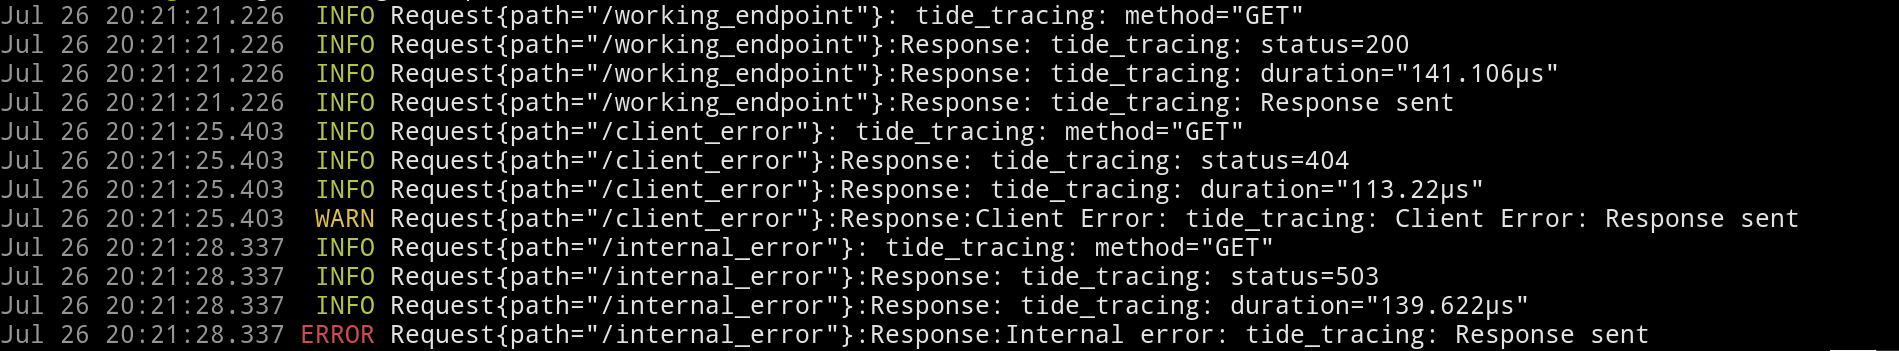 Jul 26 20:21:21.226  INFO Request{path="/working_endpoint"}: tide_tracing: method="GET"
Jul 26 20:21:21.226  INFO Request{path="/working_endpoint"}:Response: tide_tracing: status=200
Jul 26 20:21:21.226  INFO Request{path="/working_endpoint"}:Response: tide_tracing: duration="141.106µs"
Jul 26 20:21:21.226  INFO Request{path="/working_endpoint"}:Response: tide_tracing: Response sent
Jul 26 20:21:25.403  INFO Request{path="/client_error"}: tide_tracing: method="GET"
Jul 26 20:21:25.403  INFO Request{path="/client_error"}:Response: tide_tracing: status=404
Jul 26 20:21:25.403  INFO Request{path="/client_error"}:Response: tide_tracing: duration="113.22µs"
Jul 26 20:21:25.403  WARN Request{path="/client_error"}:Response:Client Error: tide_tracing: Client Error: Response sent
Jul 26 20:21:28.337  INFO Request{path="/internal_error"}: tide_tracing: method="GET"
Jul 26 20:21:28.337  INFO Request{path="/internal_error"}:Response: tide_tracing: status=503
Jul 26 20:21:28.337  INFO Request{path="/internal_error"}:Response: tide_tracing: duration="139.622µs"
Jul 26 20:21:28.337 ERROR Request{path="/internal_error"}:Response:Internal error: tide_tracing: Response sent